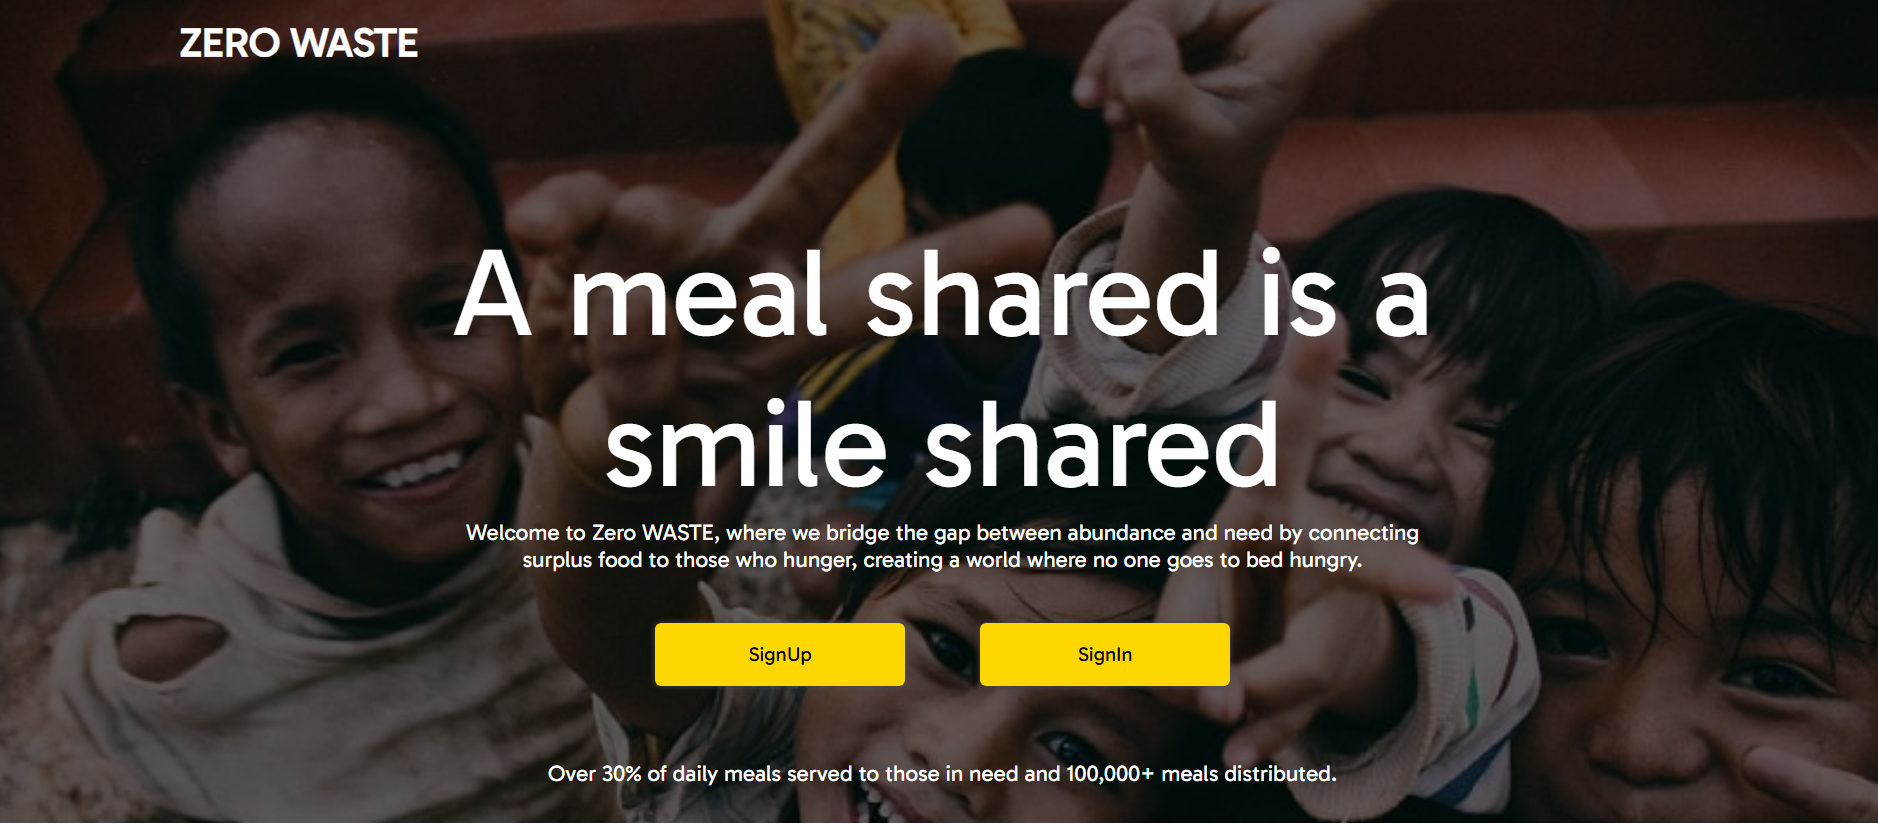 ZERO WASTE
A meal shared is a
smile shared
Welcome to Zero WASTE, where we bridge the gap between abundance and need by connecting
surplus food to those who hunger, creating a world where no one goes to bed hungry.
SignUp
SignIn
Over 30% of daily meals served to those in need and 100,000+ meals distributed.